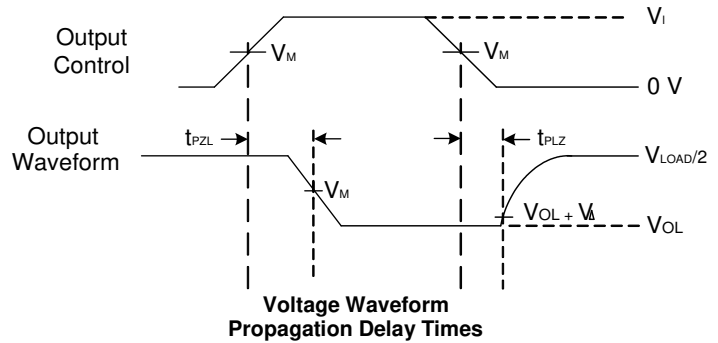 Output
Control
VM
VM
VI
0 V
Output
Waveform
tPZL
tPLZ
VM
VLOAD/2
VOL + VΔ
VOL
Voltage Waveform
Propagation Delay Times